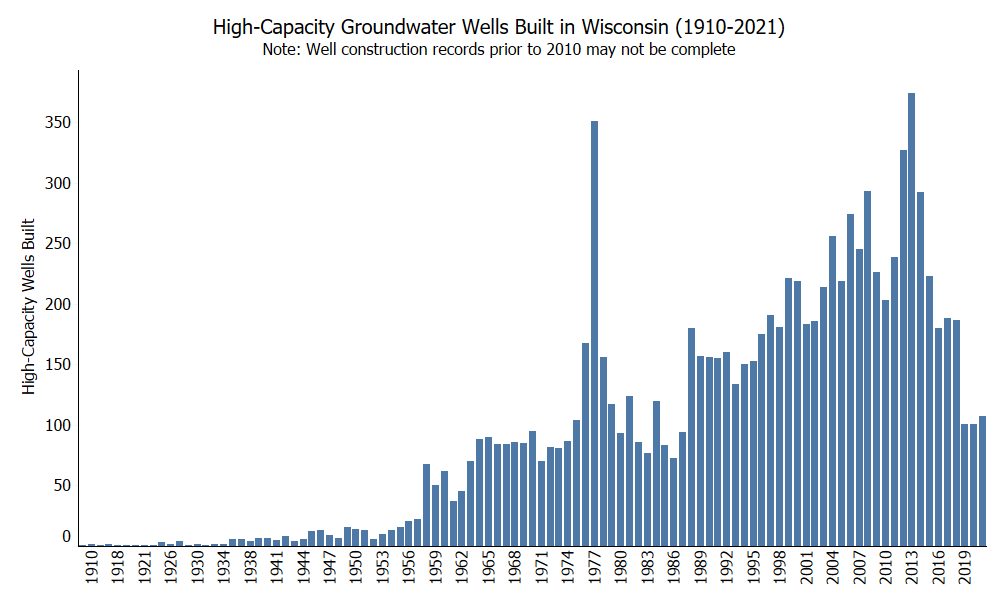 High-Capacity Groundwater Wells Built in Wisconsin (1910-2021)
Note: Well construction records prior to 2010 may not be complete
High-Capacity Wells Built
350
300
250
200
150
100
50
0
1910 1918 1921 1926 1930 1934 1938 1941 1944 1947 1950 1953 1956 1959 1962 1965 1968 1971 1974 1977 1980 1983 1986 1989 1992 1995 1998 2001 2004 2007 2010 2013 2016 2019